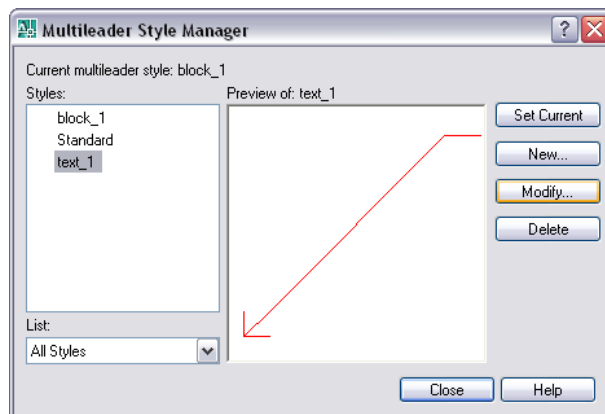 Multileader Style Manager
Current multileader style: block_1
Styles:
Preview of: text_1
block_1
Standard
text_1
Set Current
New...
Modify...
Delete
List:
All Styles
Close
Help